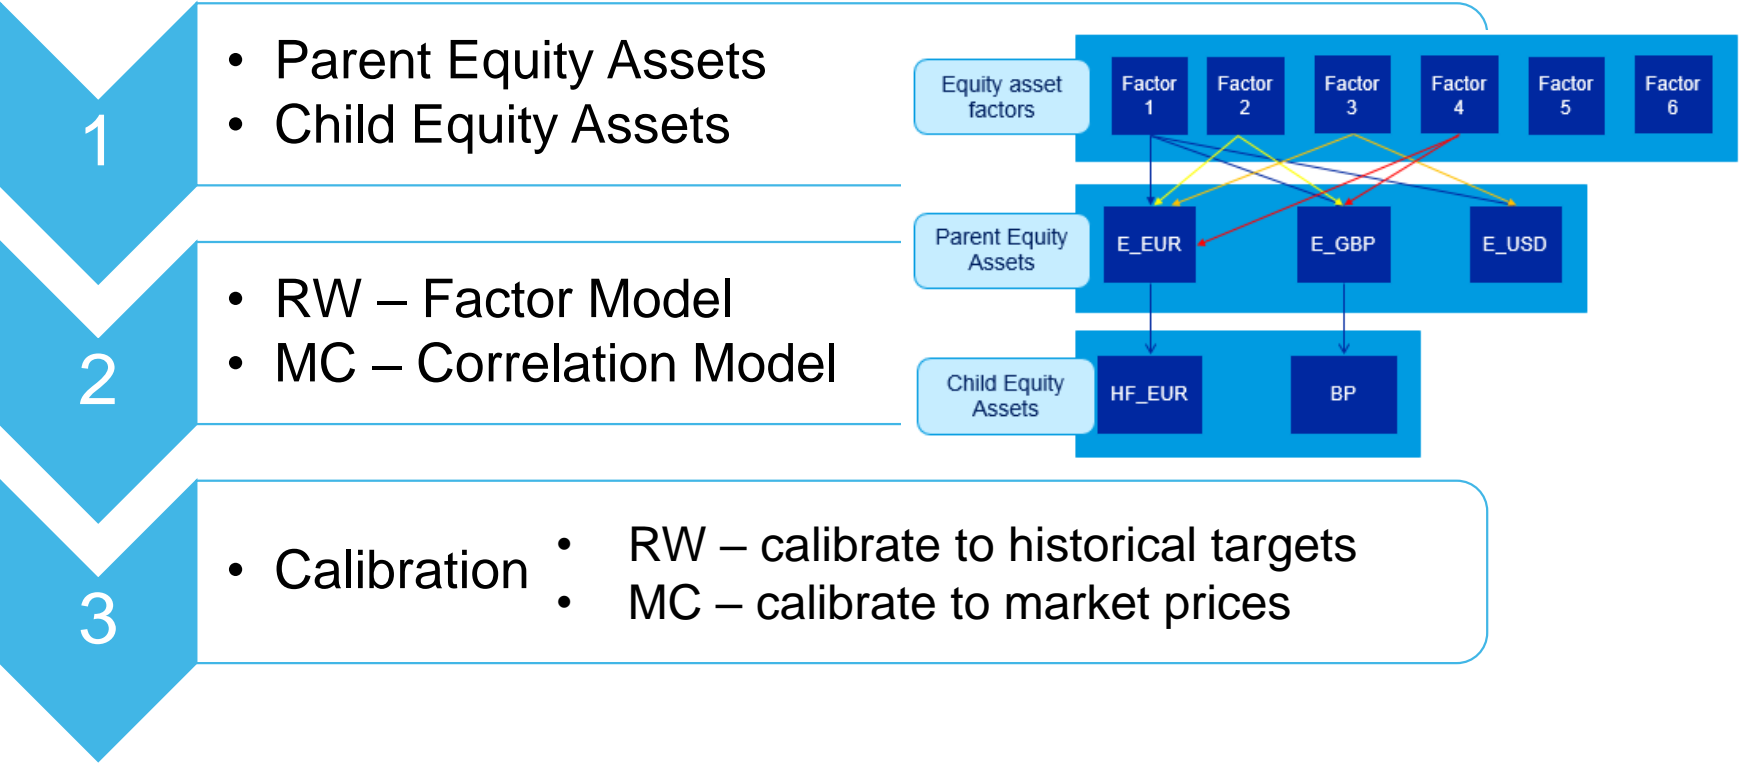 1
• Parent Equity Assets
• Child Equity Assets
Equity asset
factors
Factor
1
Factor
2
Factor
3
Factor
4
Factor
5
Factor
6
Parent Equity
Assets
E_EUR
E_GBP
E_USD
2
• RW – Factor Model
• MC – Correlation Model
Child Equity
Assets
HF_EUR
BP
3
• Calibration
• RW – calibrate to historical targets
• MC – calibrate to market prices